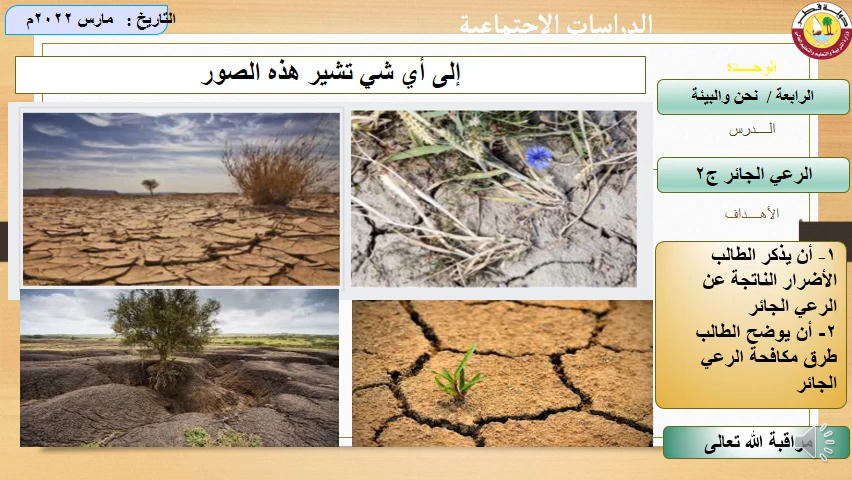 التاريخ : مارس ٢٠٢٢م
الدراسات الاجتماعية
دولة قطر
إلى أي شي تشير هذه الصور
الوحـــدة
الرابعة / نحن والبيئة
الـــدرس
الرعي الجائر ج٢
الأهـــداف
١- أن يذكر الطالب
الأضرار الناتجة عن
الرعي الجائر
٢- أن يوضح الطالب
طرق مكافحة الرعي
الجائر
مراقبة الله تعالى